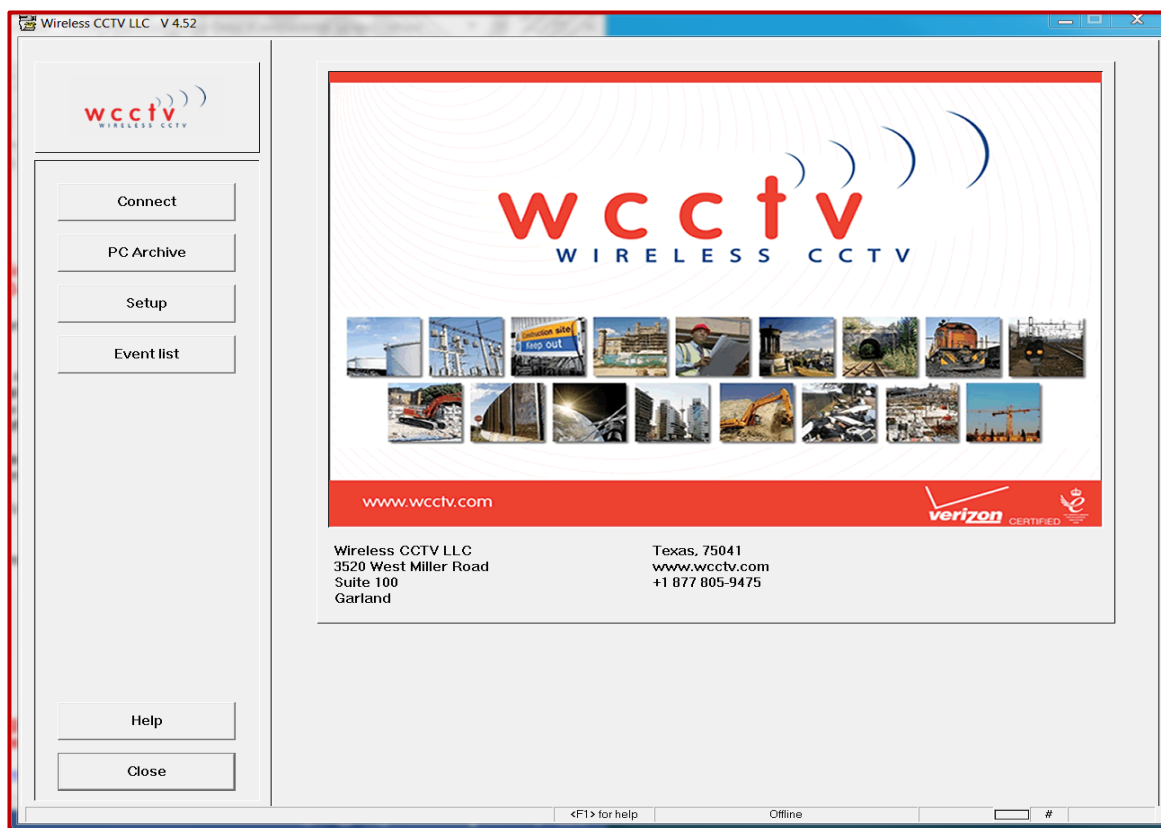 Wireless CCTV LLC V 4.52
wcctv
WIRELESS CCTV
Connect
PC Archive
Setup
Event list
Help
Close
wcctv
WIRELESS CCTV
Construction site
Keep out
www.wcctv.com
verizon CERTIFIED
Wireless CCTV LLC
3520 West Miller Road
Suite 100
Garland
Texas, 75041
www.wcctv.com
+1 877 805-9475
<F1> for help
Offline
#